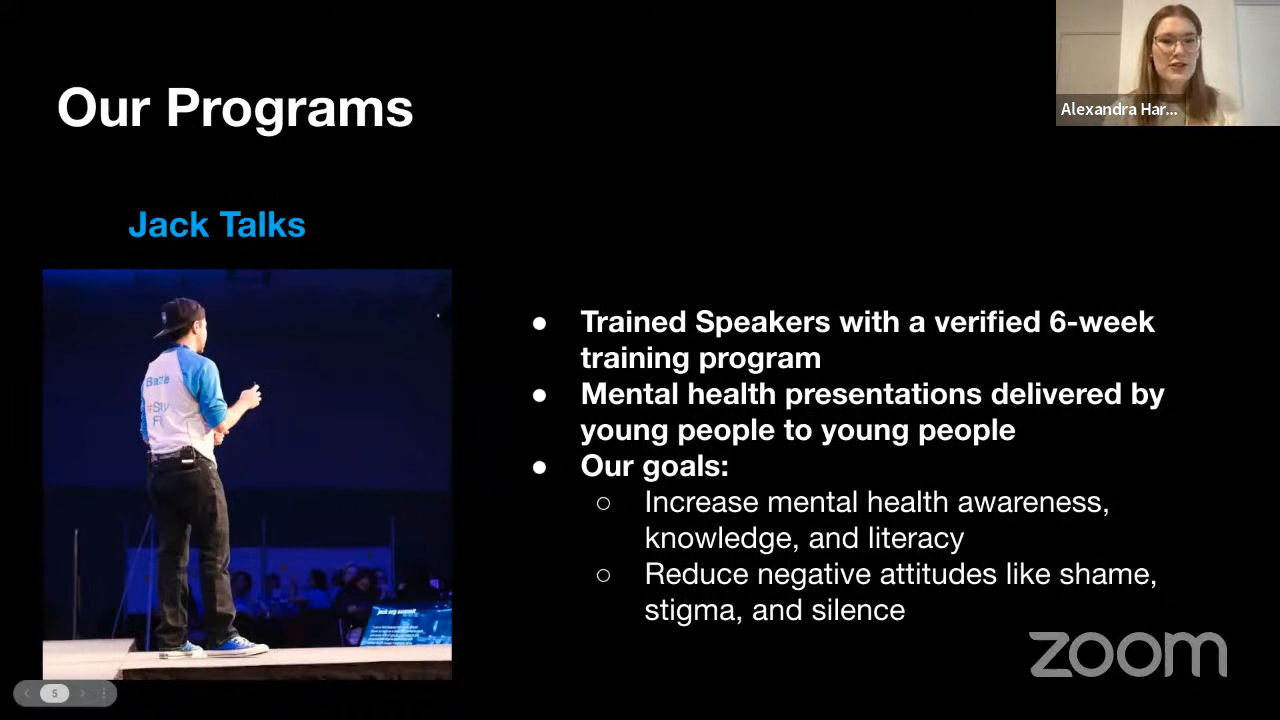 Our Programs
Alexandra Har...
Jack Talks
● Trained Speakers with a verified 6-week
training program
● Mental health presentations delivered by
young people to young people
● Our goals:
○ Increase mental health awareness,
knowledge, and literacy
○ Reduce negative attitudes like shame,
stigma, and silence
zoom
5